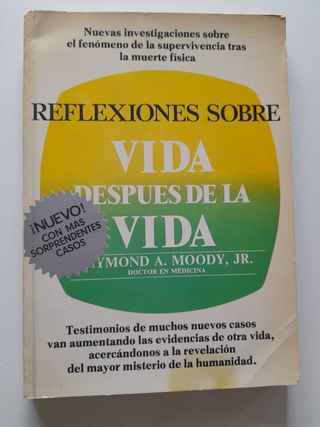 Nuevas investigaciones sobre
el fenómeno de la supervivencia tras
la muerte física
REFLEXIONES SOBRE
VIDA
DESPUES DE LA
VIDA
¡NUEVO!
CON MAS
SORPRENDENTES
CASOS
YMOND A. MOODY, JR.
DOCTOR EN MEDICINA
Testimonios de muchos nuevos casos
van aumentando las evidencias de otra vida,
acercándonos a la revelación
del mayor misterio de la humanidad.